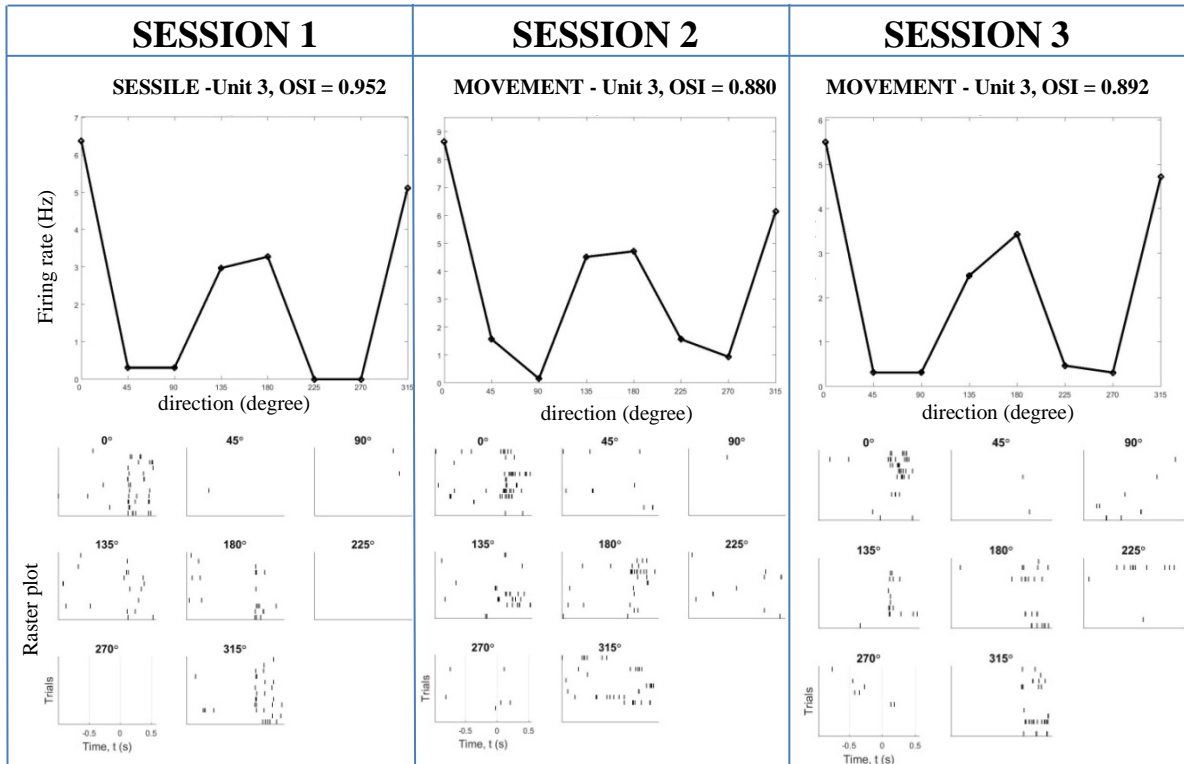 SESSION 1
SESSION 2
SESSION 3
SESSILE -Unit 3, OSI = 0.952
MOVEMENT - Unit 3, OSI = 0.880
MOVEMENT - Unit 3, OSI = 0.892
Firing rate (Hz)
7
6
5
4
3
2
1
0
0 45 90 135 180 225 270 315
direction (degree)
9
8
7
6
5
4
3
2
1
0
0 45 90 135 180 225 270 315
direction (degree)
6
5
4
3
2
1
0
0 45 90 135 180 225 270 315
direction (degree)
Raster plot
0° 45° 90°
135° 180° 225°
270° 315°
Trials
-0.5 0 0.5
Time, t (s)
0° 45° 90°
135° 180° 225°
270° 315°
Trials
-0.5 0 0.5
Time, t (s)
0° 45° 90°
135° 180° 225°
270° 315°
Trials
-0.5 0 0.5
Time, t (s)